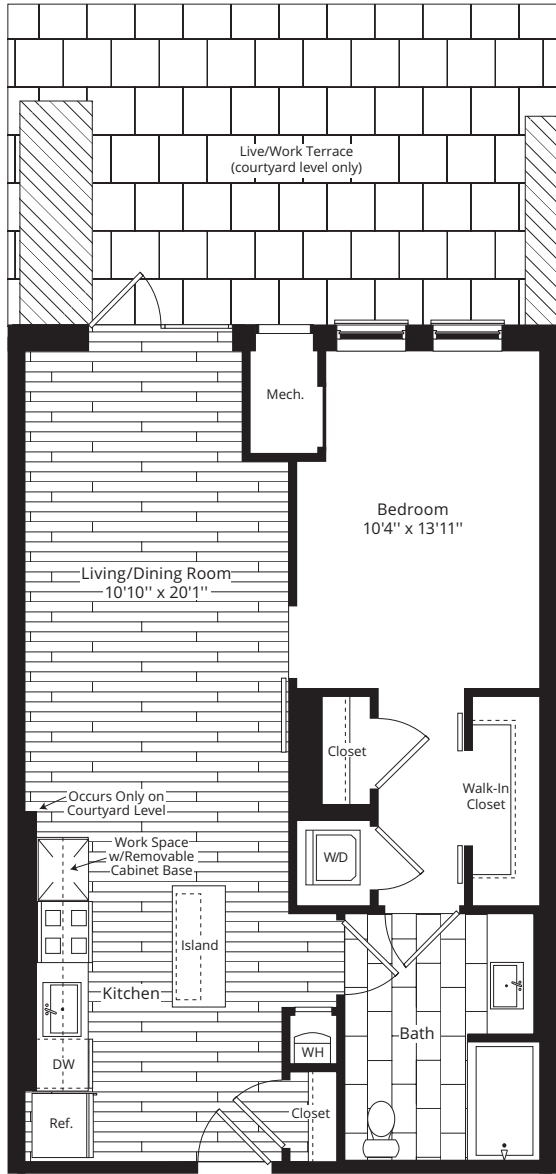 Live/Work Terrace
(courtyard level only)
Mech.
Bedroom
10'4'' x 13'11''
Living/Dining Room
10'10'' x 20'1''
Closet
Walk-In
Closet
Occurs Only on
Courtyard Level
Work Space
w/Removable
Cabinet Base
W/D
Island
Kitchen
Bath
WH
DW
Closet
Ref.